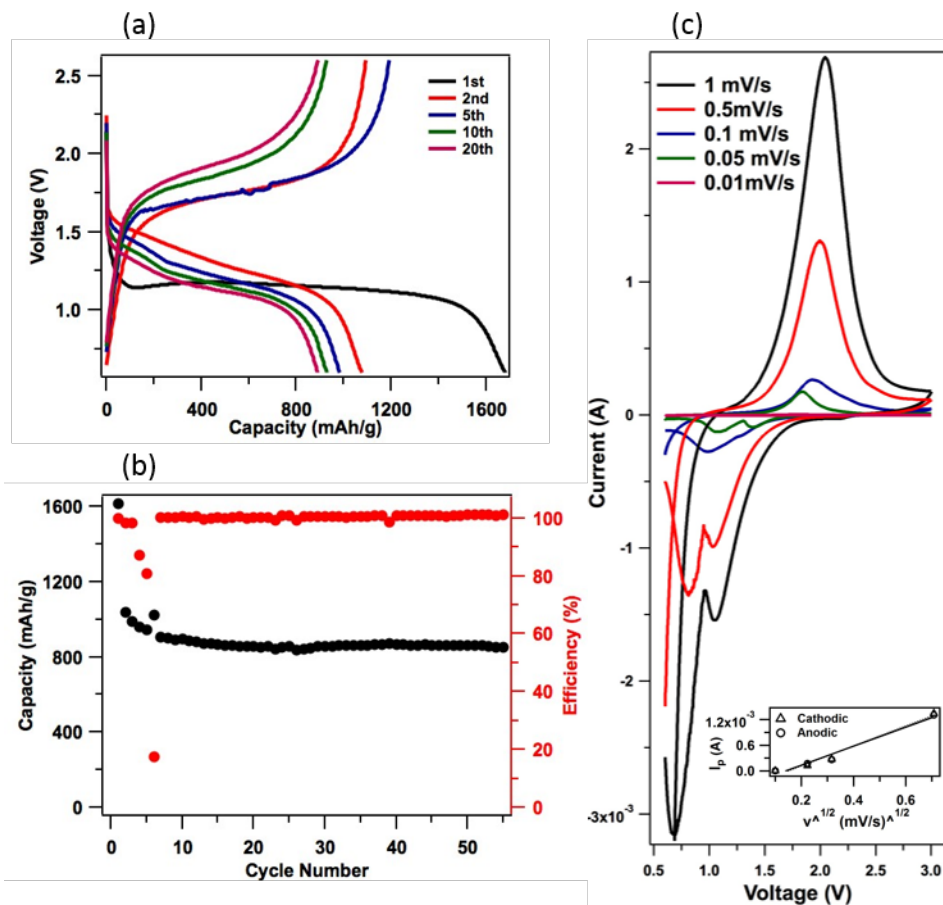 (a)
2.5
2.0
1.5
1.0
Voltage (V)
1st
2nd
5th
10th
20th
0
400
800
1200
1600
Capacity (mAh/g)
(b)
1600
1200
800
400
0
Capacity (mAh/g)
100
80
60
40
20
0
Efficiency (%)
0
10
20
30
40
50
Cycle Number
(c)
1 mV/s
0.5mV/s
0.1 mV/s
0.05 mV/s
0.01mV/s
2
1
0
-1
-2
-3x10⁻³
Current (A)
0.5
1.0
1.5
2.0
2.5
3.0
Voltage (V)
1.2x10⁻³
0.6
0.0
Iₚ (A)
Cathodic
Anodic
0.2
0.4
0.6
v^¹/² (mV/s)^¹/²